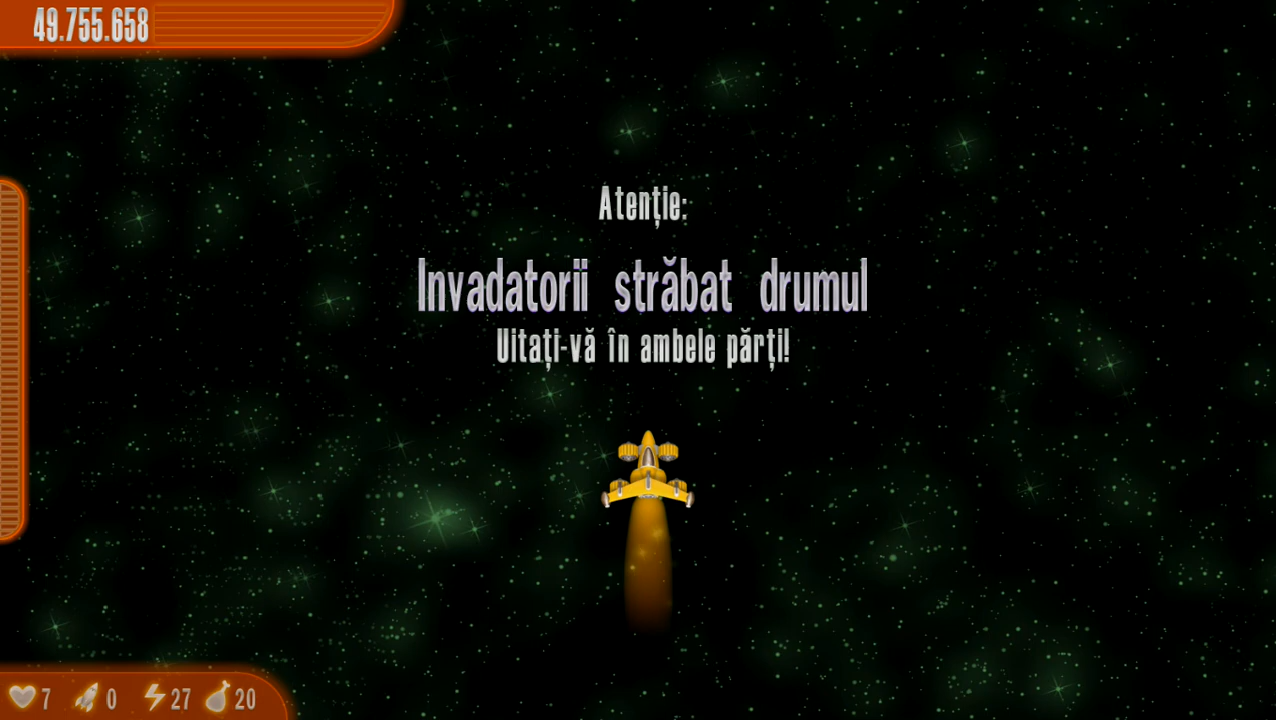 49.755.658
Atenție:
Invadatorii străbat drumul
Uitați-vă în ambele părți!
7 0 27 20